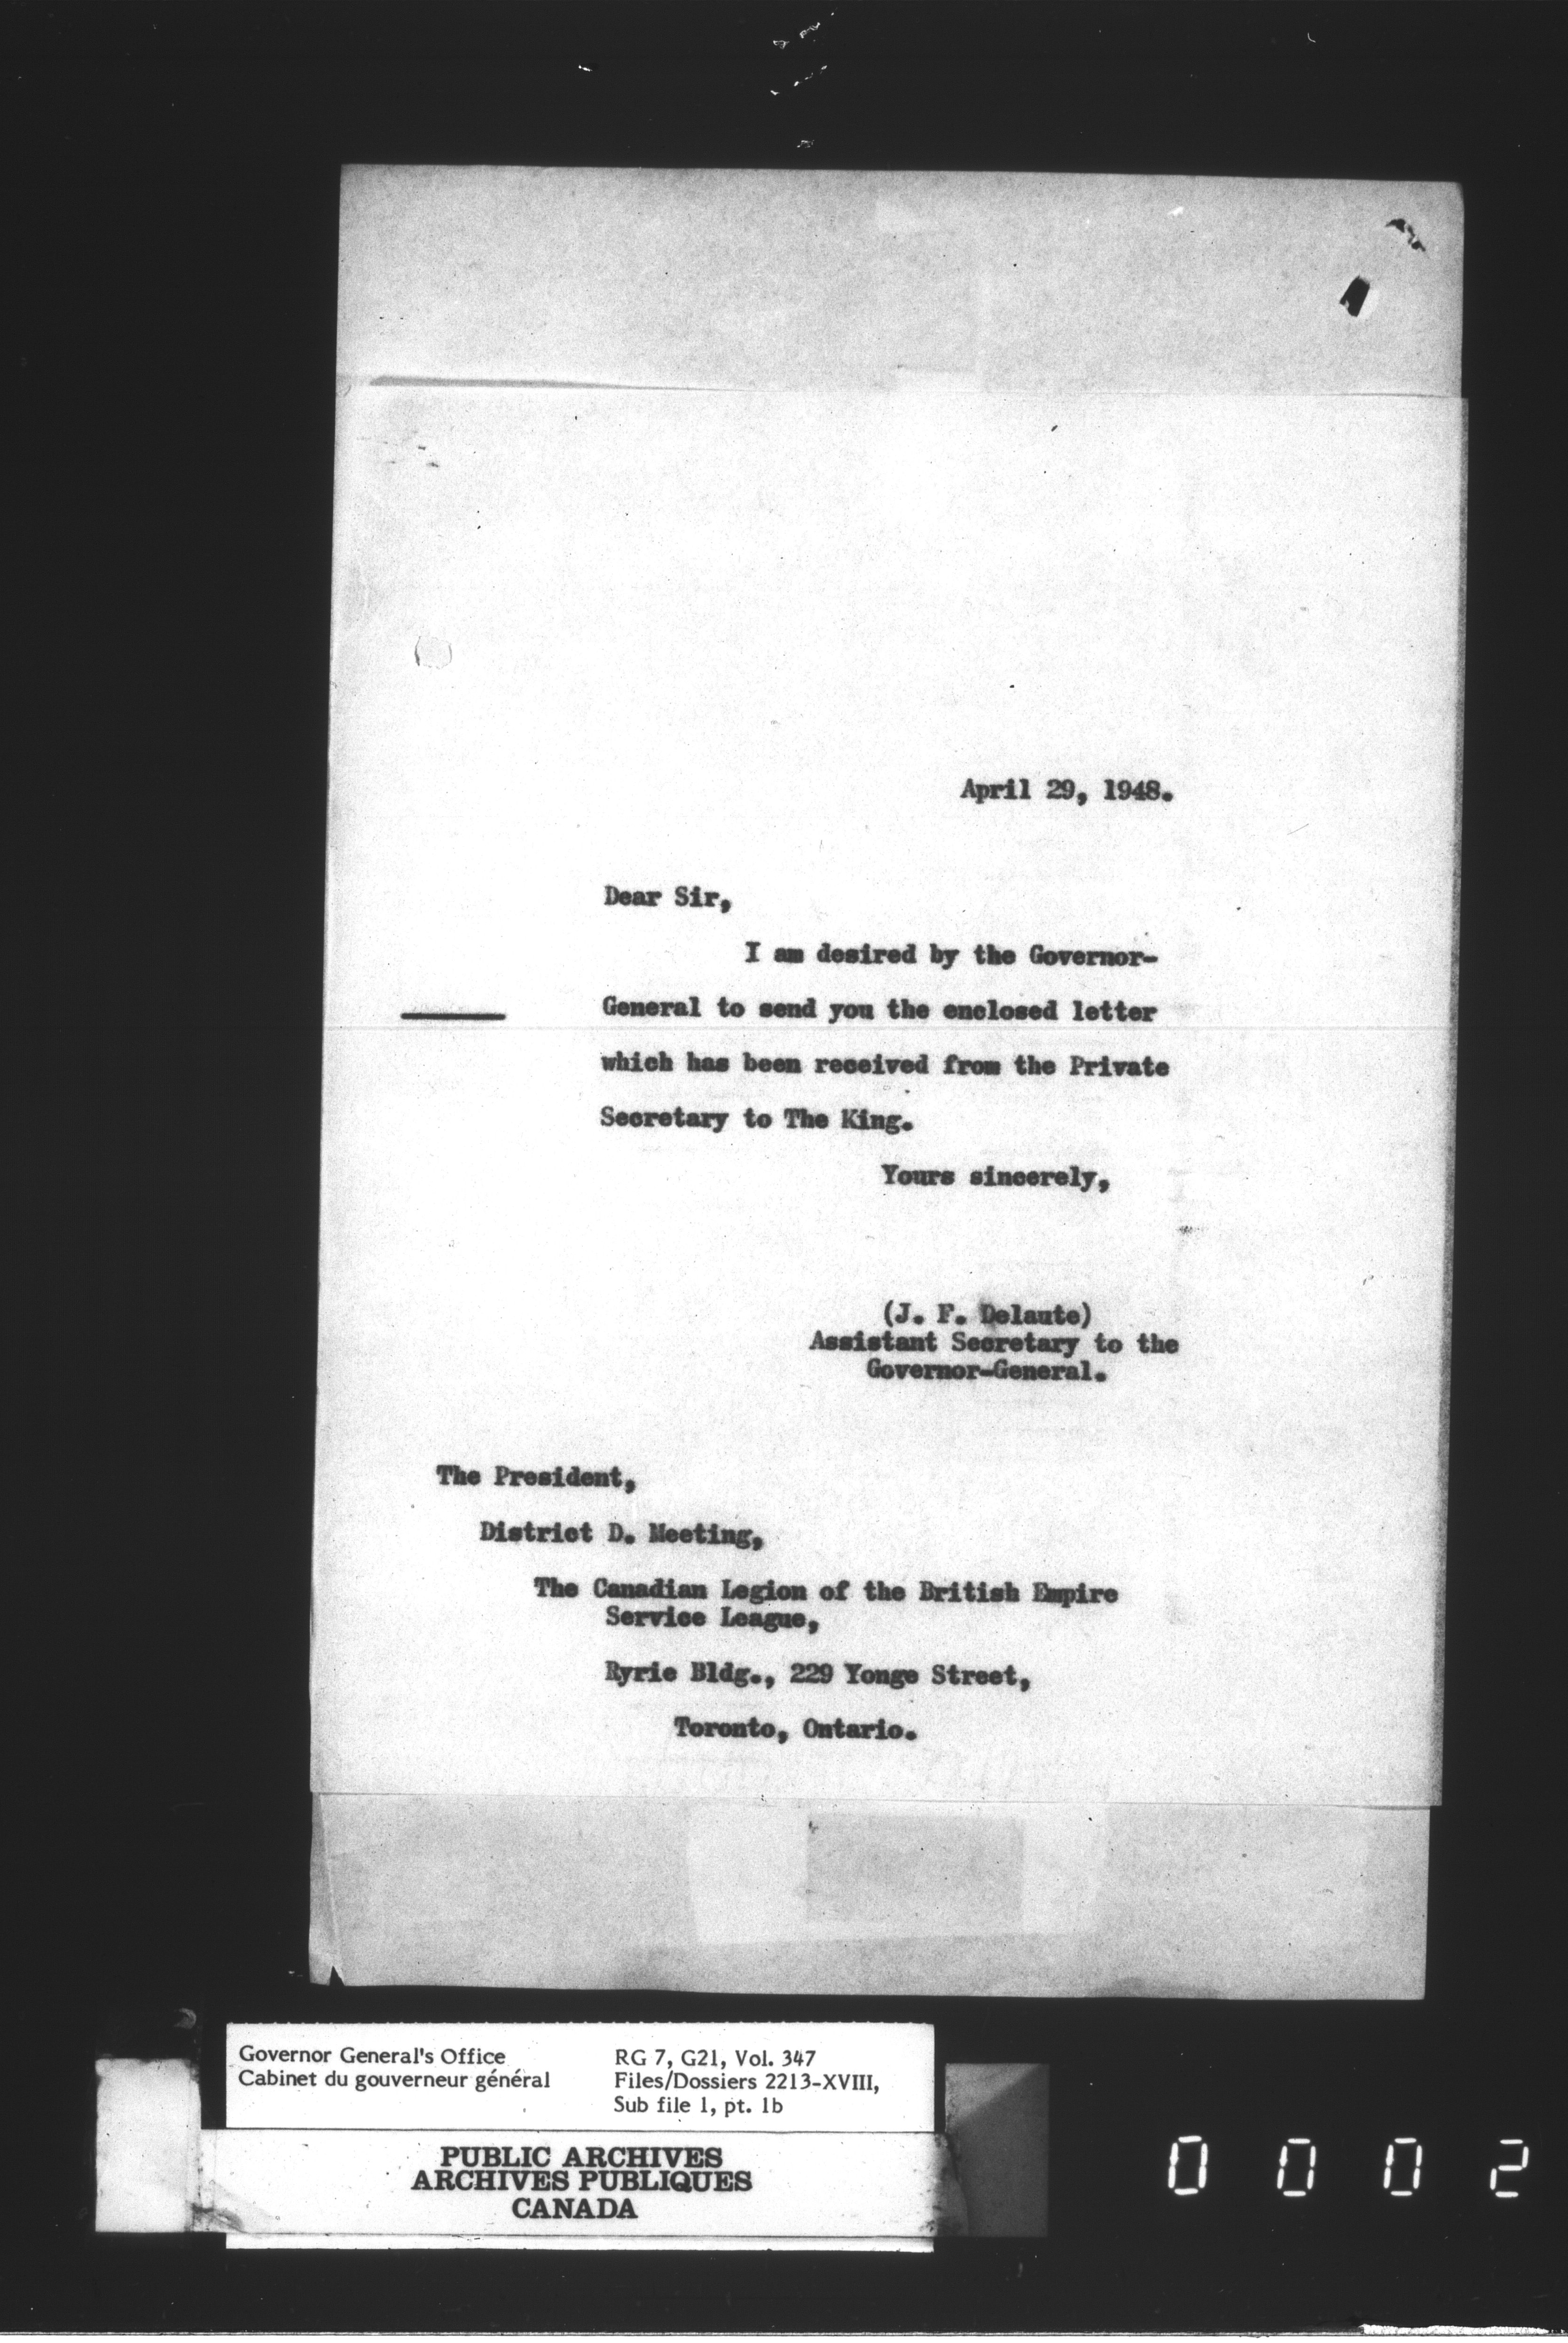 April 29, 1948.
Dear Sir,
I am desired by the Governor-
General to send you the enclosed letter
which has been received from the Private
Secretary to The King.
Yours sincerely,
(J. F. Delaute)
Assistant Secretary to the
Governor-General.
The President,
District D. Meeting,
The Canadian Legion of the British Empire
Service League,
Ryrie Bldg., 229 Yonge Street,
Toronto, Ontario.
Governor General's Office
Cabinet du gouverneur général
RG 7, G21, Vol. 347
Files/Dossiers 2213-XVIII,
Sub file 1, pt. 1b
PUBLIC ARCHIVES
ARCHIVES PUBLIQUES
CANADA
0002